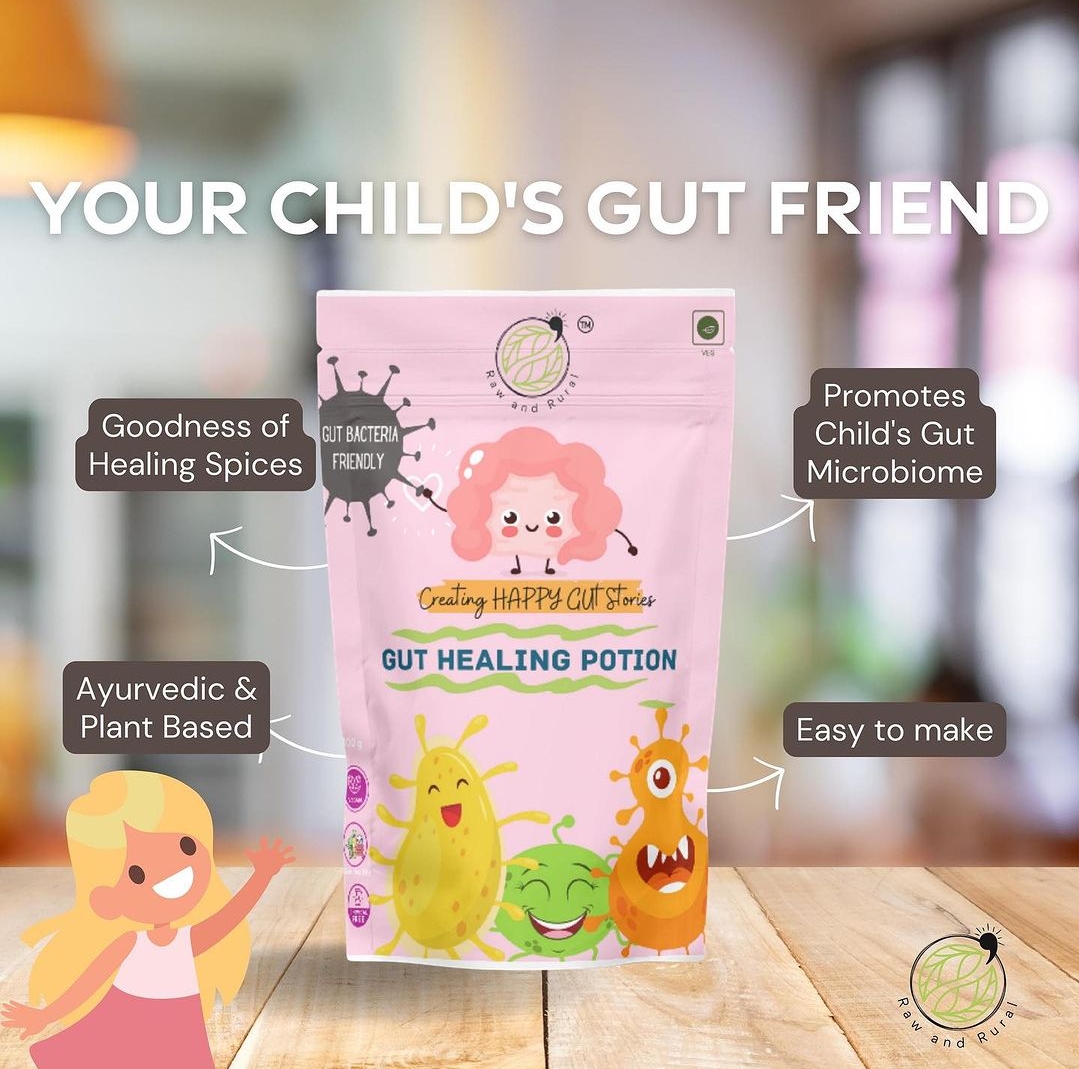 YOUR CHILD'S GUT FRIEND
TM
Raw and Rural
VEG
GUT BACTERIA
FRIENDLY
Goodness of
Healing Spices
Promotes
Child's Gut
Microbiome
Creating HAPPY GUT Stories
GUT HEALING POTION
Ayurvedic &
Plant Based
Easy to make
FREE
Raw and Rural